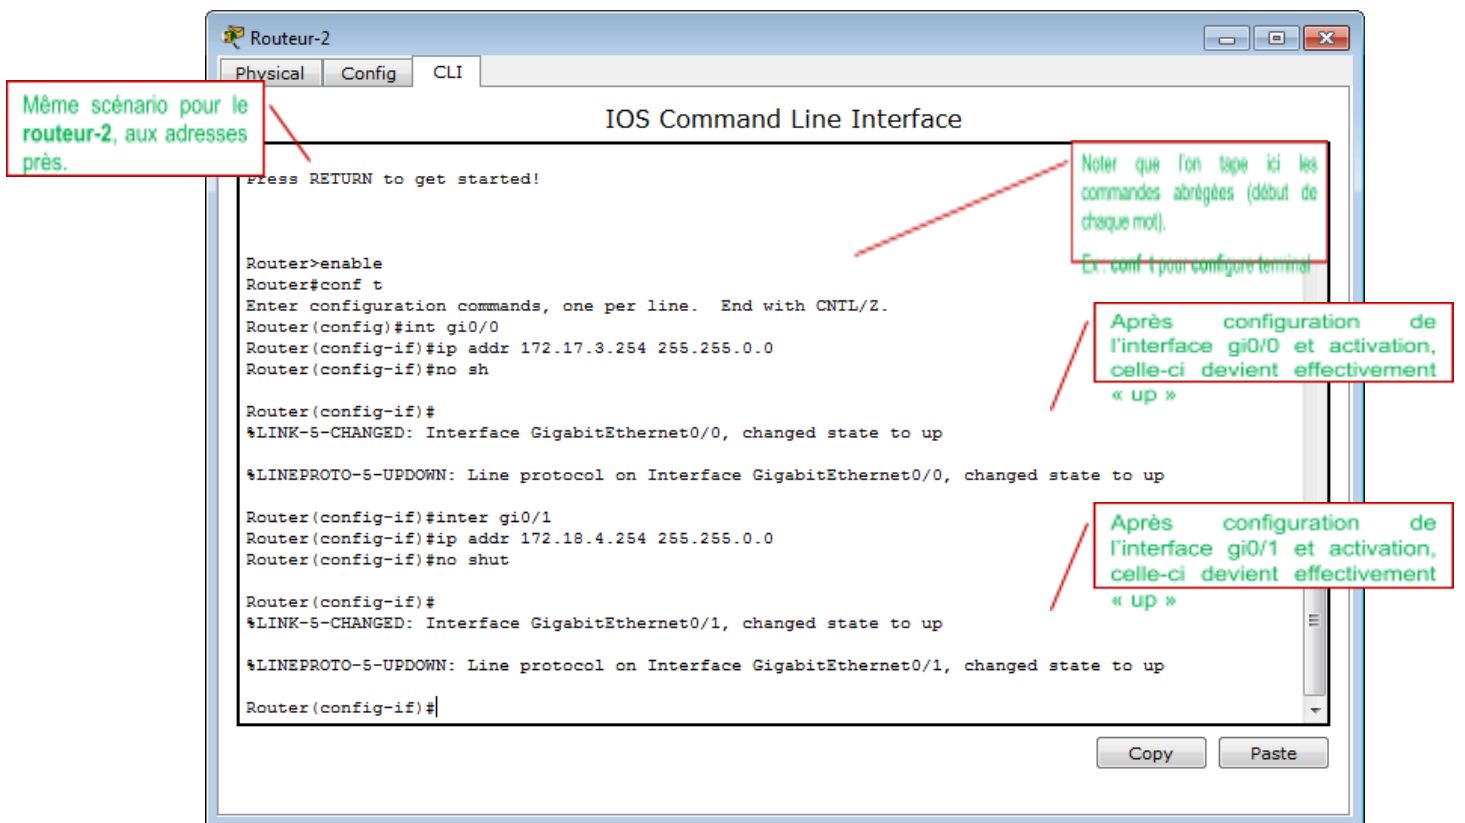 Routeur-2
Physical Config CLI
IOS Command Line Interface
Même scénario pour le
routeur-2, aux adresses
près.
Press RETURN to get started!
Noter que l'on tape ici les
commandes abrégées (début de
chaque mot).
Ex : conf t pour configure terminal
Router>enable
Router#conf t
Enter configuration commands, one per line.  End with CNTL/Z.
Router(config)#int gi0/0
Router(config-if)#ip addr 172.17.3.254 255.255.0.0
Router(config-if)#no sh
Après configuration de
l'interface gi0/0 et activation,
celle-ci devient effectivement
« up »
Router(config-if)#
%LINK-5-CHANGED: Interface GigabitEthernet0/0, changed state to up
%LINEPROTO-5-UPDOWN: Line protocol on Interface GigabitEthernet0/0, changed state to up
Router(config-if)#inter gi0/1
Router(config-if)#ip addr 172.18.4.254 255.255.0.0
Router(config-if)#no shut
Après configuration de
l'interface gi0/1 et activation,
celle-ci devient effectivement
« up »
Router(config-if)#
%LINK-5-CHANGED: Interface GigabitEthernet0/1, changed state to up
%LINEPROTO-5-UPDOWN: Line protocol on Interface GigabitEthernet0/1, changed state to up
Router(config-if)#
Copy Paste